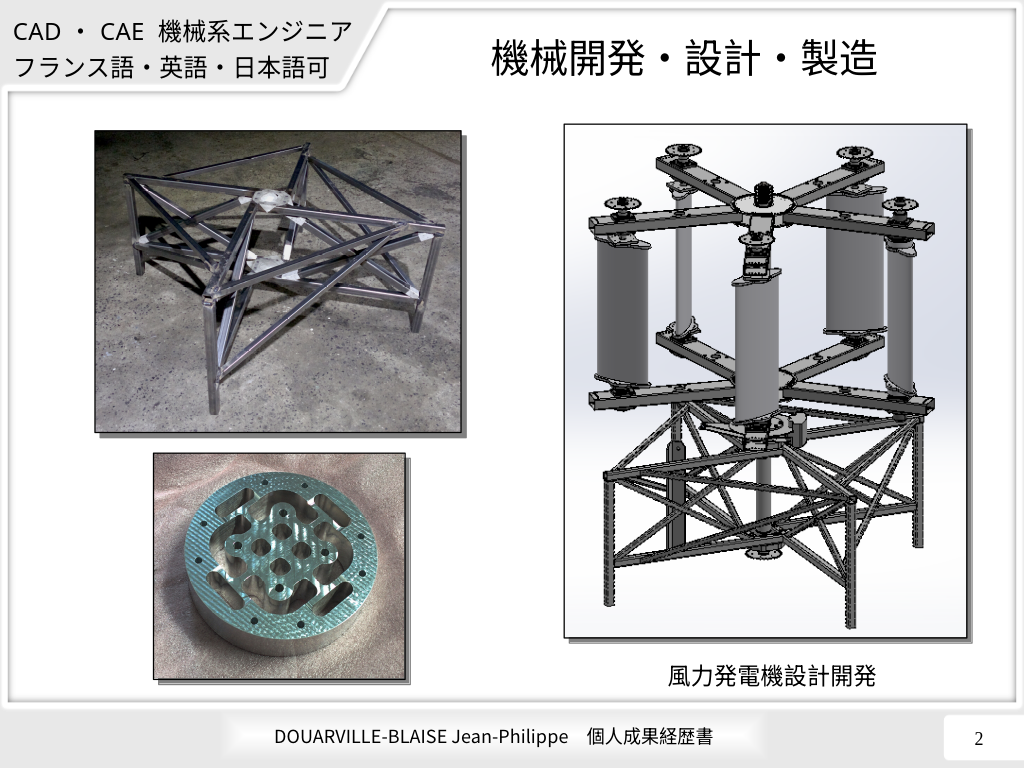 CAD ・ CAE 機械系エンジニア
フランス語・英語・日本語可
機械開発・設計・製造
風力発電機設計開発
DOUARVILLE-BLAISE Jean-Philippe　個人成果経歴書
2